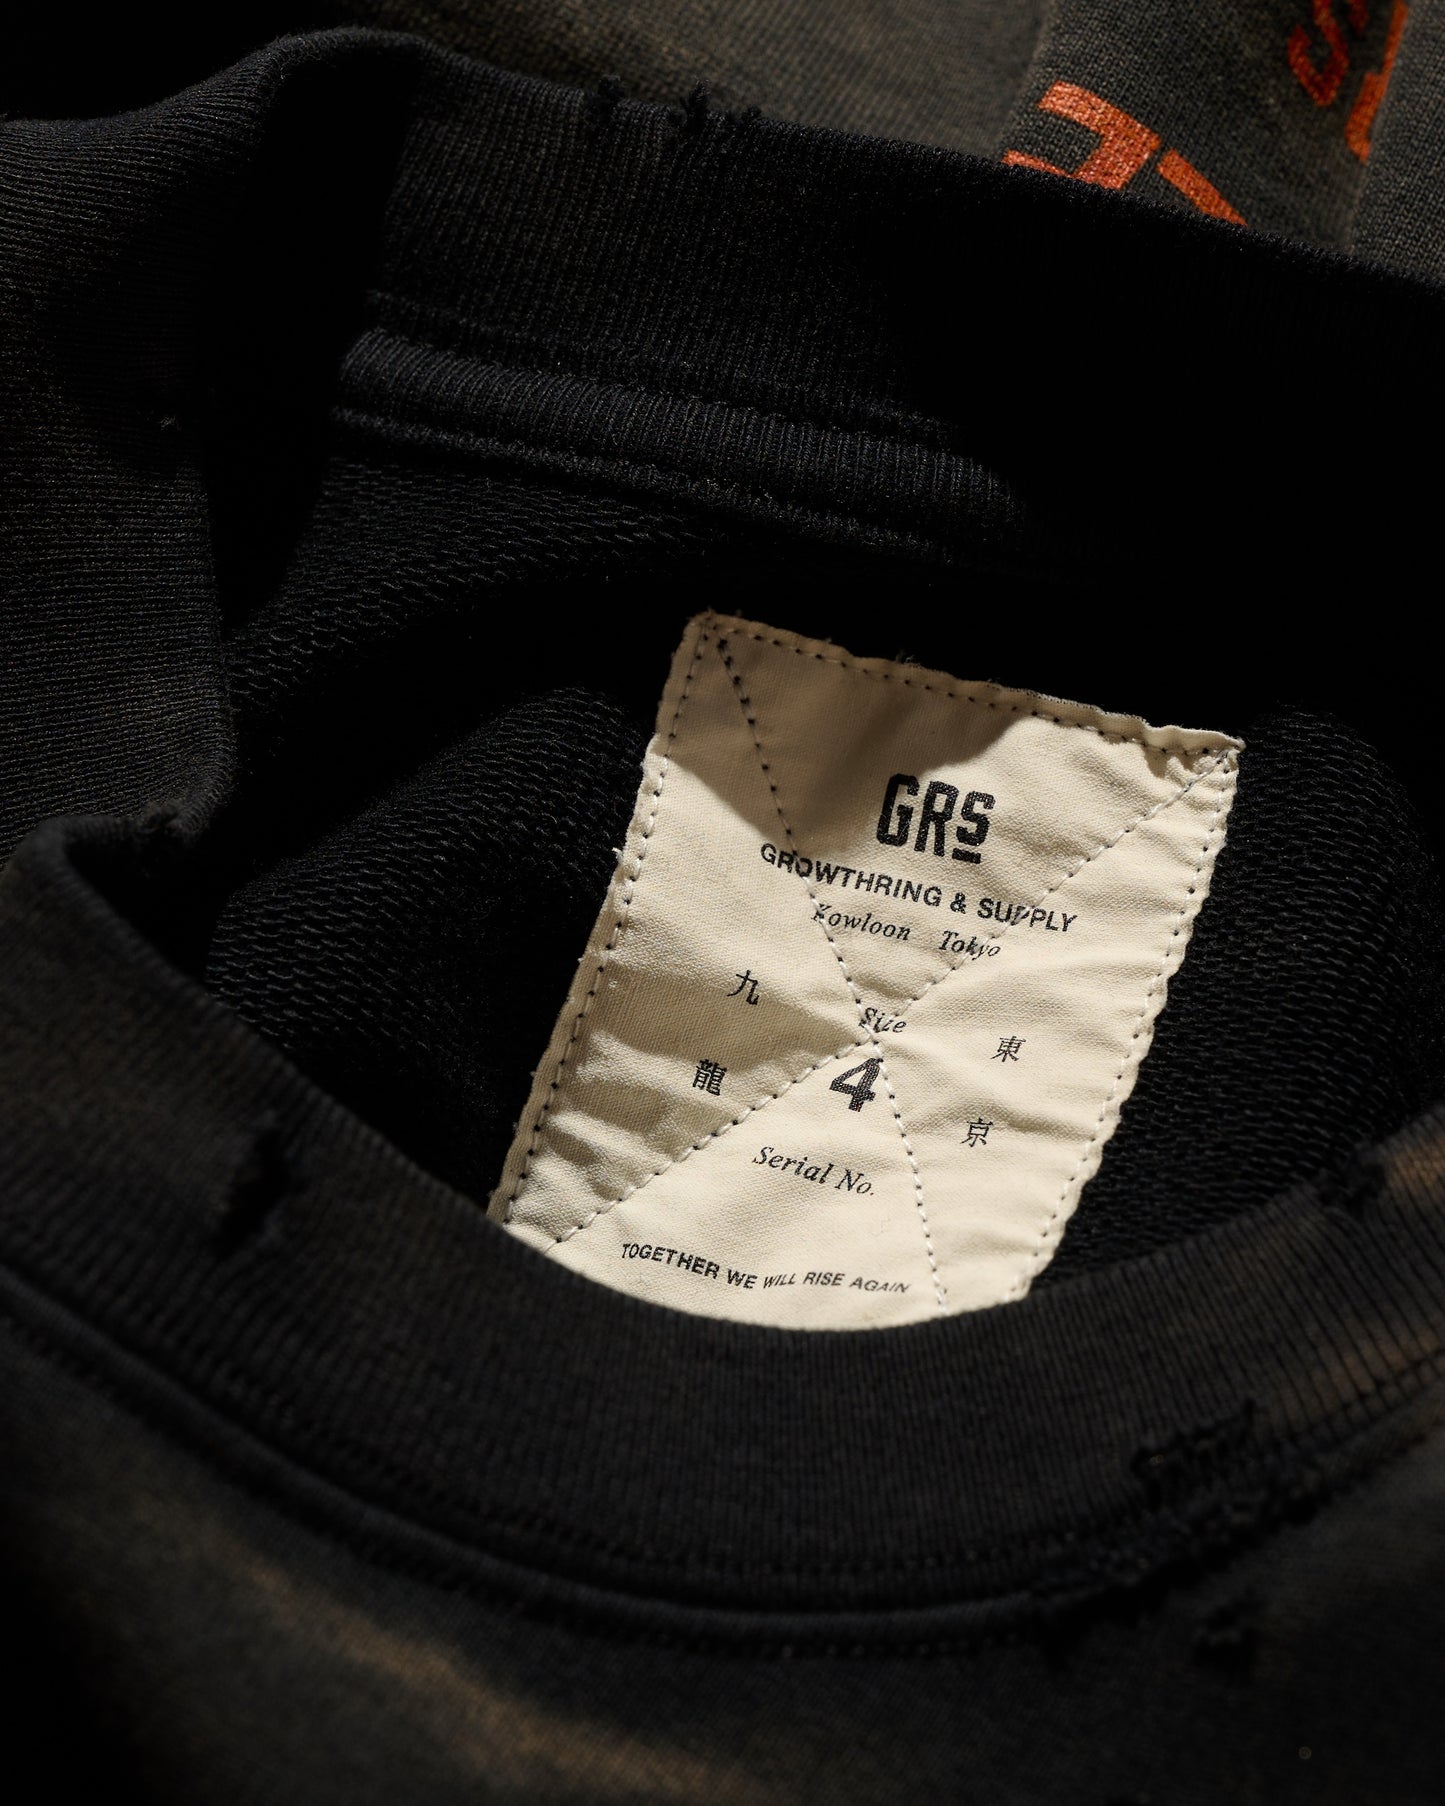 GRS
GROWTHRING & SUPPLY
Kowloon Tokyo
九龍
Size
4
東京
Serial No.
TOGETHER WE WILL RISE AGAIN